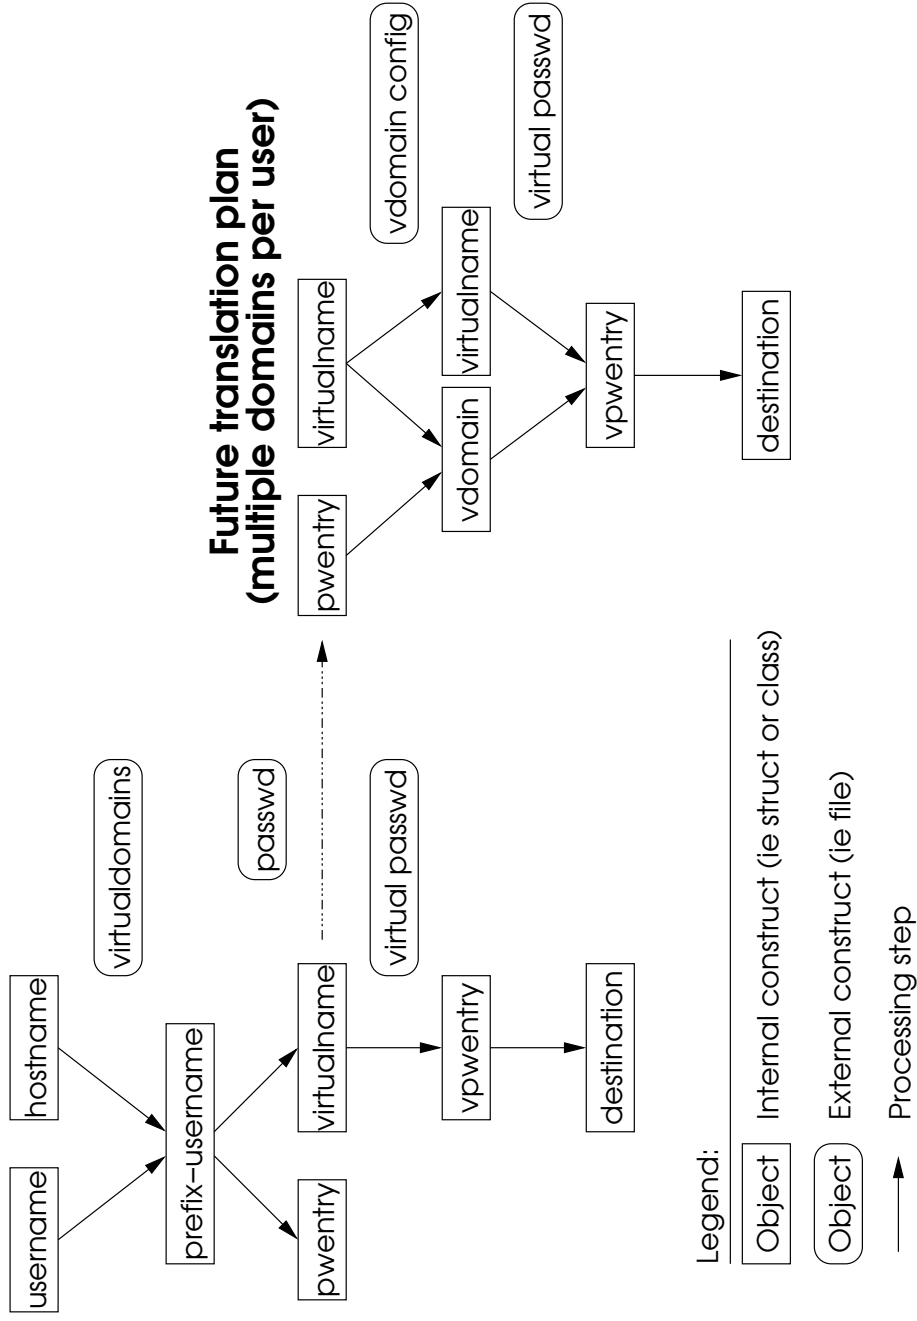 username
hostname
virtualdomains
prefix–username
passwd
pwentry
virtualname
virtual passwd
vpwentry
destination
Future translation plan
(multiple domains per user)
pwentry
virtualname
vdomain config
vdomain
virtualname
virtual passwd
vpwentry
destination
Legend:
Object
Internal construct (ie struct or class)
Object
External construct (ie file)
Processing step